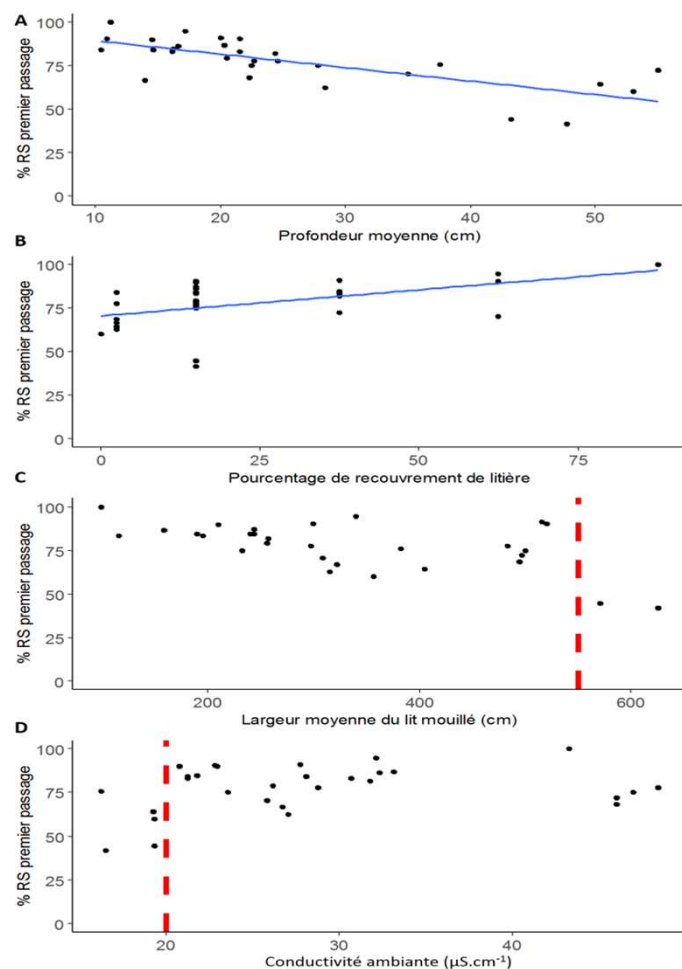 A
% RS premier passage
100
75
50
25
0
10 20 30 40 50
Profondeur moyenne (cm)
B
% RS premier passage
100
75
50
25
0
0 25 50 75
Pourcentage de recouvrement de litière
C
% RS premier passage
100
75
50
25
0
200 400 600
Largeur moyenne du lit mouillé (cm)
D
% RS premier passage
100
75
50
25
0
20 30 40
Conductivité ambiante (µS.cm⁻¹)